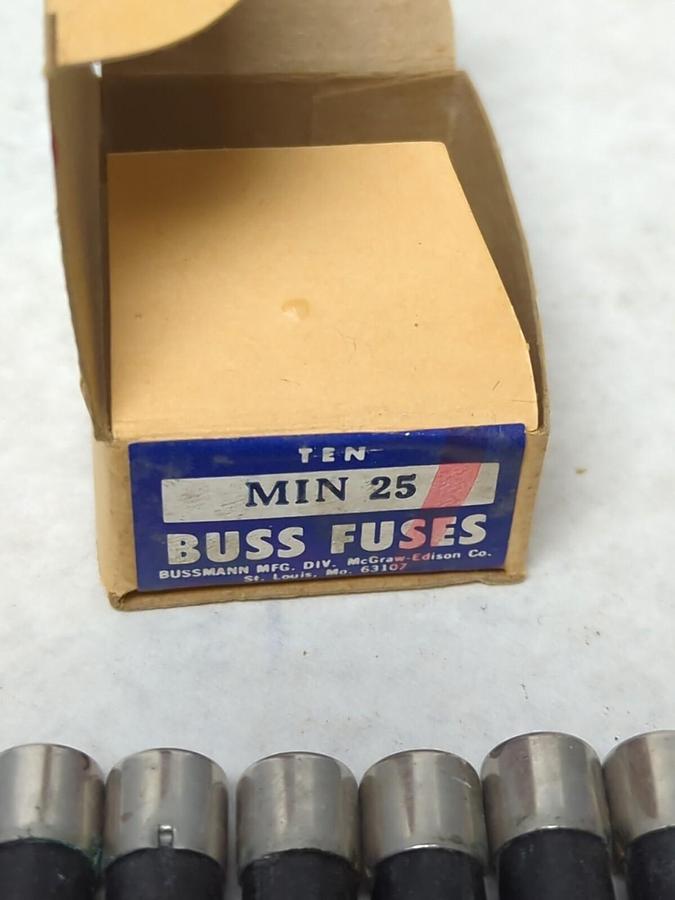 TEN
MIN 25
BUSS FUSES
BUSSMANN MFG. DIV. McGraw-Edison Co.
St. Louis, Mo. 63107